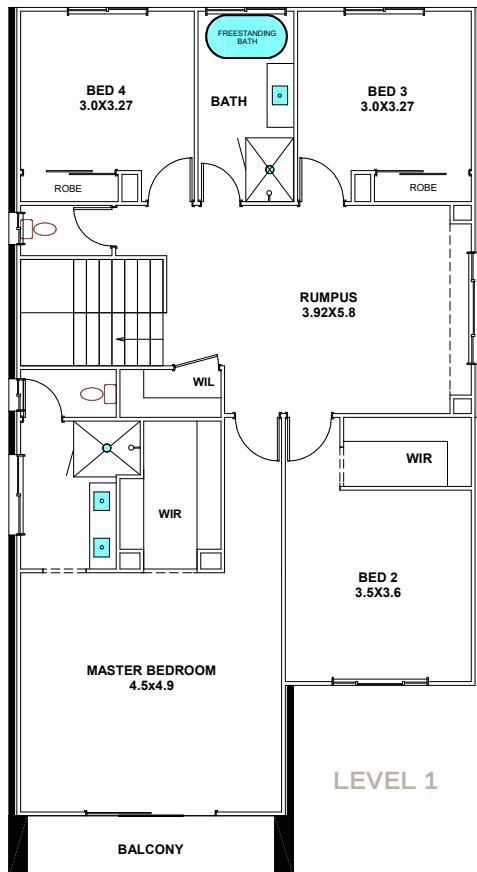 FREESTANDING
BATH
BED 4
3.0X3.27
BATH
BED 3
3.0X3.27
ROBE
ROBE
RUMPUS
3.92X5.8
WIL
WIR
WIR
BED 2
3.5X3.6
MASTER BEDROOM
4.5x4.9
LEVEL 1
BALCONY